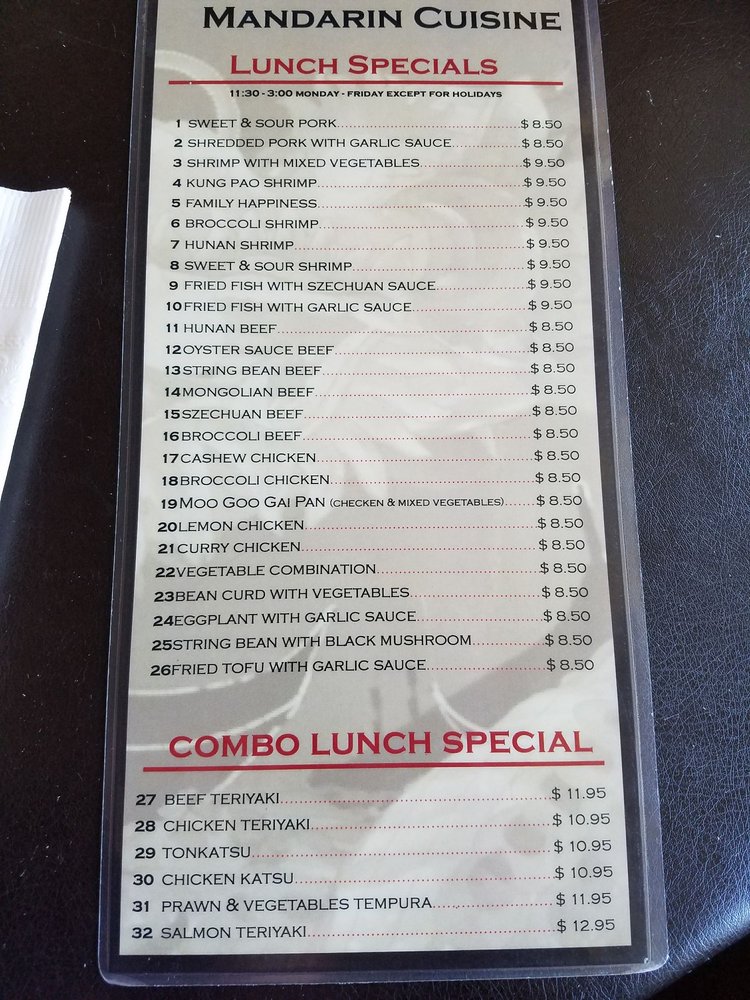 MANDARIN CUISINE
LUNCH SPECIALS
11:30 - 3:00 MONDAY - FRIDAY EXCEPT FOR HOLIDAYS
1 SWEET & SOUR PORK $ 8.50
2 SHREDDED PORK WITH GARLIC SAUCE $ 8.50
3 SHRIMP WITH MIXED VEGETABLES $ 9.50
4 KUNG PAO SHRIMP $ 9.50
5 FAMILY HAPPINESS $ 9.50
6 BROCCOLI SHRIMP $ 9.50
7 HUNAN SHRIMP $ 9.50
8 SWEET & SOUR SHRIMP $ 9.50
9 FRIED FISH WITH SZECHUAN SAUCE $ 9.50
10 FRIED FISH WITH GARLIC SAUCE $ 9.50
11 HUNAN BEEF $ 8.50
12 OYSTER SAUCE BEEF $ 8.50
13 STRING BEAN BEEF $ 8.50
14 MONGOLIAN BEEF $ 8.50
15 SZECHUAN BEEF $ 8.50
16 BROCCOLI BEEF $ 8.50
17 CASHEW CHICKEN $ 8.50
18 BROCCOLI CHICKEN $ 8.50
19 MOO GOO GAI PAN (CHECKEN & MIXED VEGETABLES) $ 8.50
20 LEMON CHICKEN $ 8.50
21 CURRY CHICKEN $ 8.50
22 VEGETABLE COMBINATION $ 8.50
23 BEAN CURD WITH VEGETABLES $ 8.50
24 EGGPLANT WITH GARLIC SAUCE $ 8.50
25 STRING BEAN WITH BLACK MUSHROOM $ 8.50
26 FRIED TOFU WITH GARLIC SAUCE $ 8.50
COMBO LUNCH SPECIAL
27 BEEF TERIYAKI $ 11.95
28 CHICKEN TERIYAKI $ 10.95
29 TONKATSU $ 10.95
30 CHICKEN KATSU $ 10.95
31 PRAWN & VEGETABLES TEMPURA $ 11.95
32 SALMON TERIYAKI $ 12.95